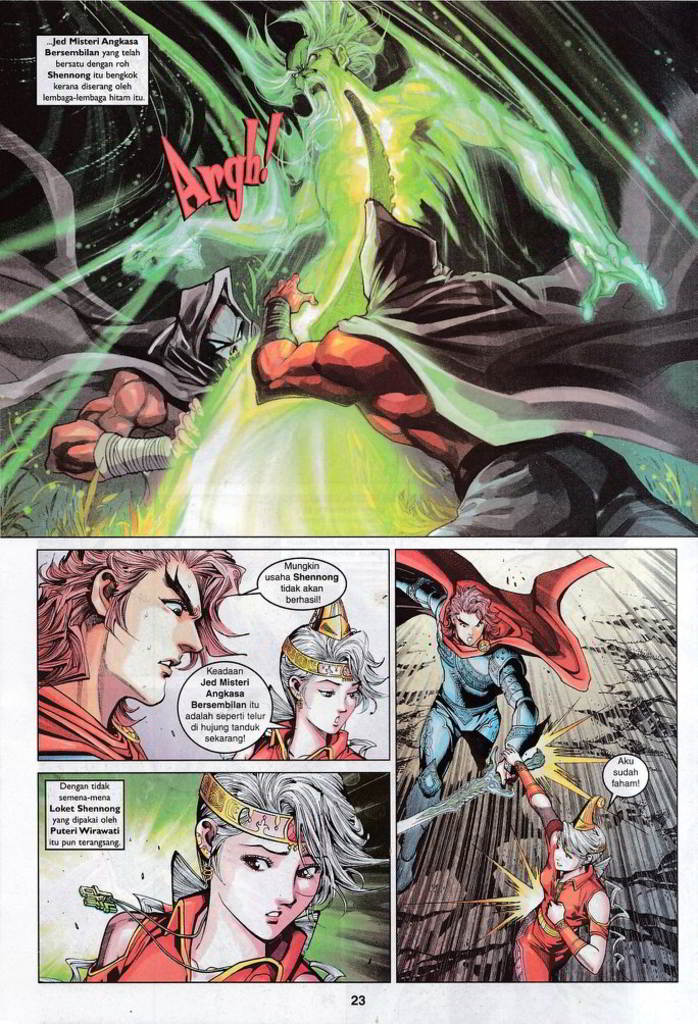 ...Jed Misteri Angkasa
Bersembilan yang telah
bersatu dengan roh
Shennong itu bengkok
kerana diserang oleh
lembaga-lembaga hitam itu.
Argh!
Mungkin
usaha Shennong
tidak akan
berhasil!
Keadaan
Jed Misteri
Angkasa
Bersembilan itu
adalah seperti telur
di hujung tanduk
sekarang!
Dengan tidak
semena-mena
Loket Shennong
yang dipakai oleh
Puteri Wirawati
itu pun terangsang.
Aku
sudah
faham!
23